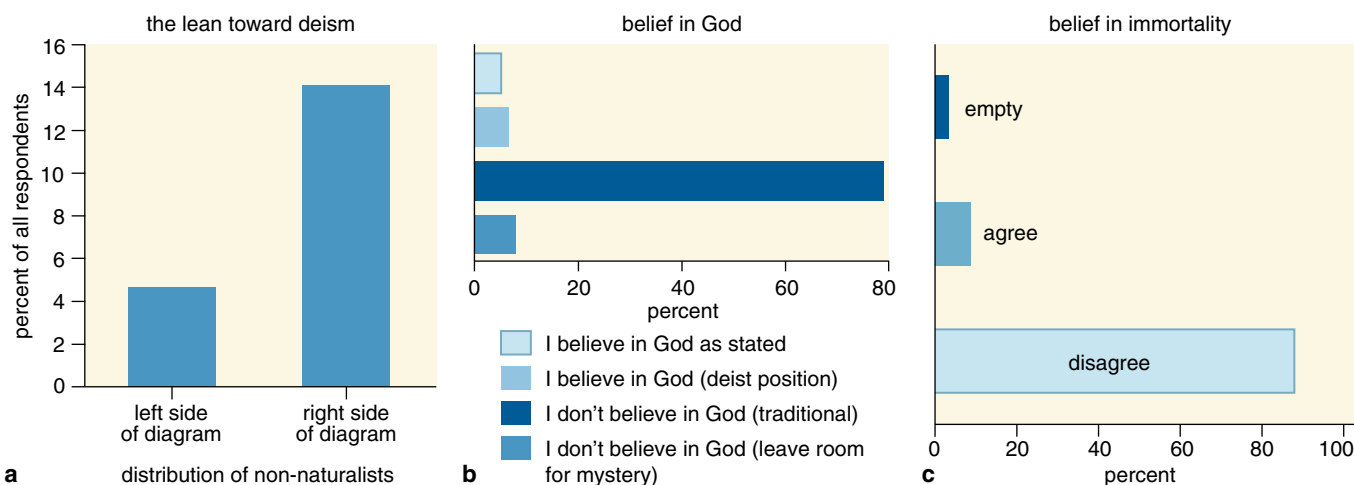 the lean toward deism
percent of all respondents
16
14
12
10
8
6
4
2
0
left side
of diagram
right side
of diagram
a
distribution of non-naturalists
belief in God
0
20
40
60
80
percent
I believe in God as stated
I believe in God (deist position)
I don't believe in God (traditional)
I don't believe in God (leave room
for mystery)
b
belief in immortality
empty
agree
disagree
0
20
40
60
80
100
percent
c